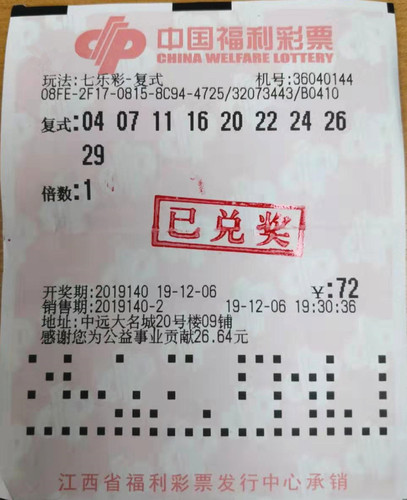 中国福利彩票
CHINA WELFARE LOTTERY
玩法:七乐彩-复式 机号:36040144
08FE-2F17-0815-8C94-4725/32073443/B0410
复式:04 07 11 16 20 22 24 26
29
倍数:1
已兑奖
开奖期:2019140 19-12-06 ￥:72
销售期:2019140-2 19-12-06 19:30:36
地址:中远大名城20号楼09铺
感谢您为公益事业贡献26.64元
江西省福利彩票发行中心承销